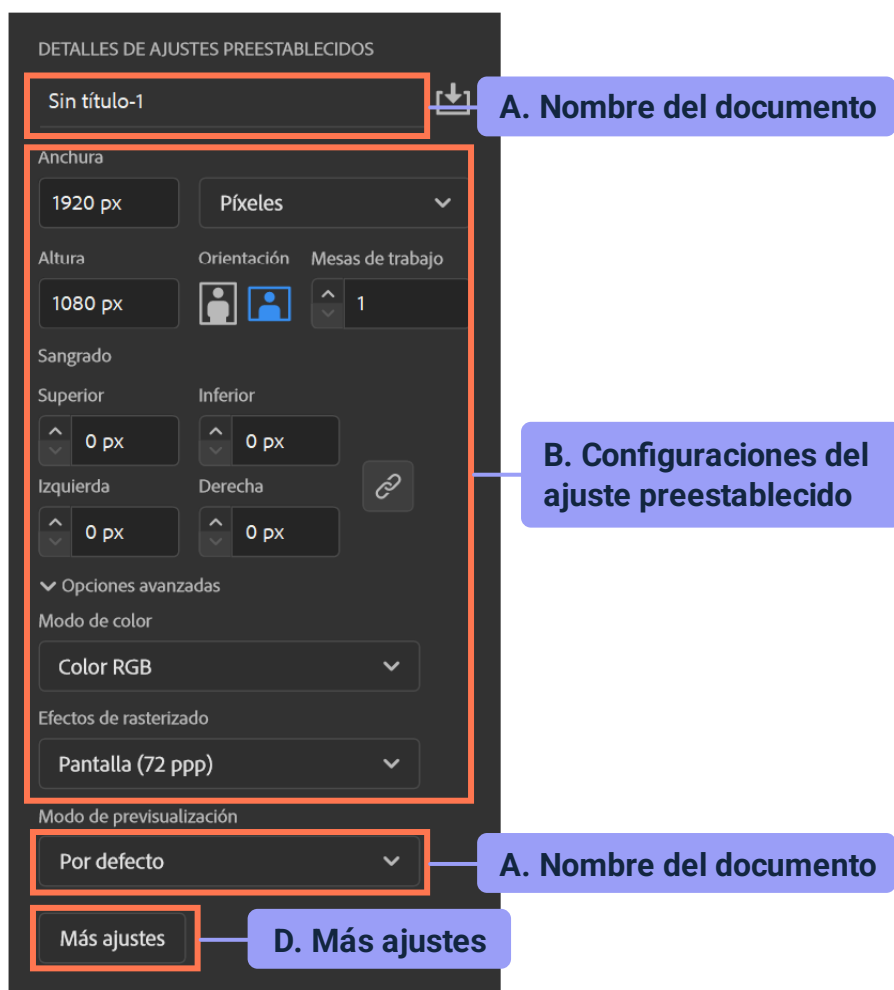 DETALLES DE AJUSTES PREESTABLECIDOS
Sin título-1
A. Nombre del documento
Anchura
1920 px
Píxeles
Altura
Orientación
Mesas de trabajo
1080 px
1
Sangrado
Superior
Inferior
0 px
0 px
B. Configuraciones del
ajuste preestablecido
Izquierda
Derecha
0 px
0 px
Opciones avanzadas
Modo de color
Color RGB
Efectos de rasterizado
Pantalla (72 ppp)
Modo de previsualización
Por defecto
A. Nombre del documento
Más ajustes
D. Más ajustes